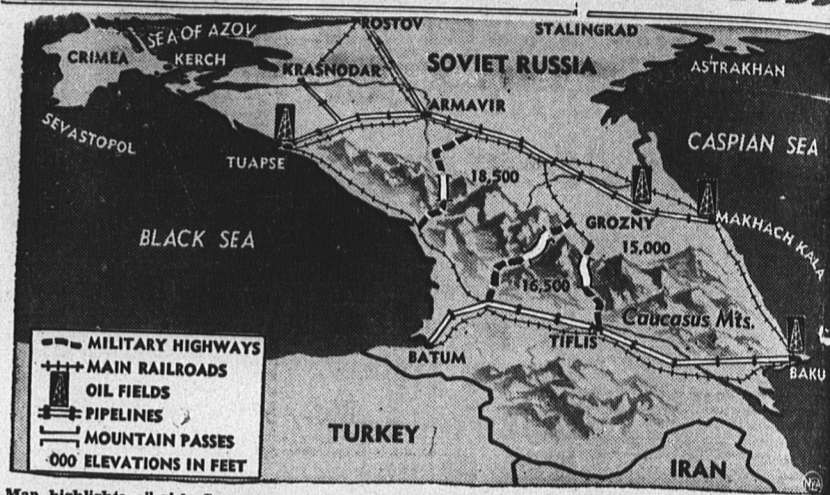 ROSTOV
STALINGRAD
SEA OF AZOV
CRIMEA
KERCH
KRASNODAR
SOVIET RUSSIA
ASTRAKHAN
ARMAVIR
SEVASTOPOL
TUAPSE
CASPIAN SEA
18,500
GROZNY
MAKHACH KALA
BLACK SEA
15,000
16,500
Caucasus Mts.
TIFLIS
BATUM
BAKU
MILITARY HIGHWAYS
MAIN RAILROADS
OIL FIELDS
PIPELINES
MOUNTAIN PASSES
000 ELEVATIONS IN FEET
TURKEY
IRAN
Map highlights